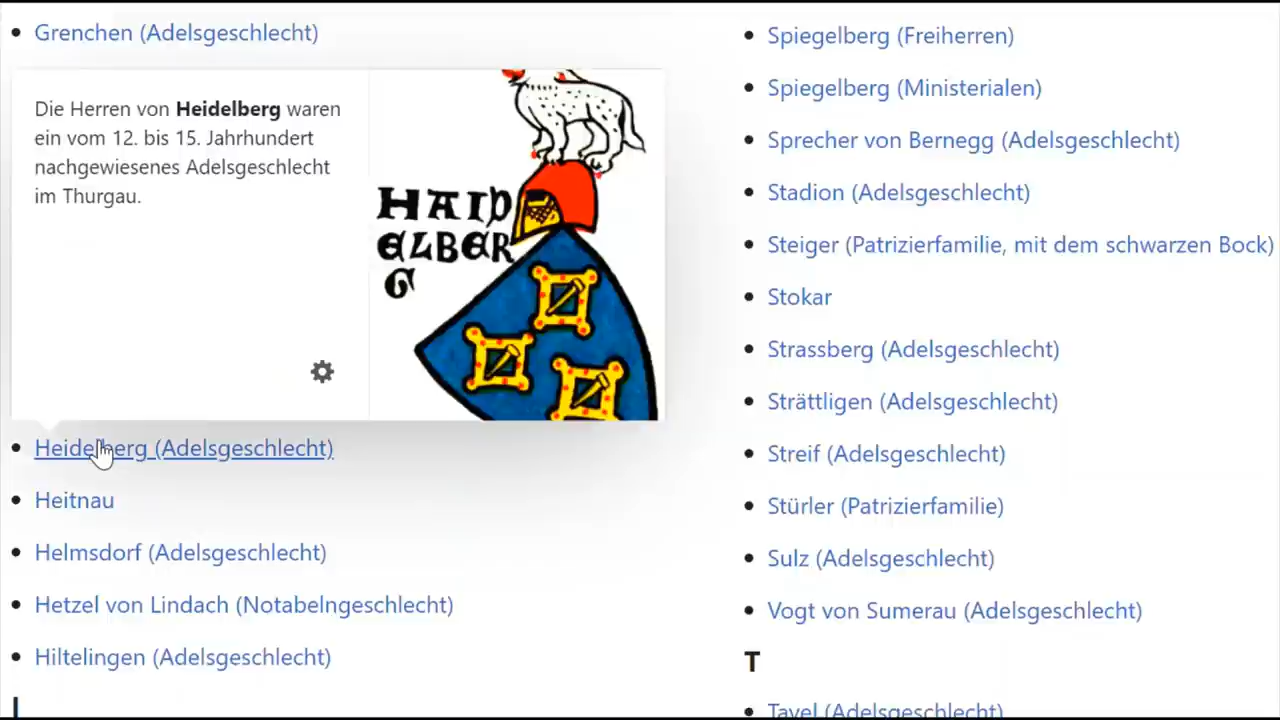 Grenchen (Adelsgeschlecht)
Die Herren von Heidelberg waren
ein vom 12. bis 15. Jahrhundert
nachgewiesenes Adelsgeschlecht
im Thurgau.
HAID
ELBER
G
Heidelberg (Adelsgeschlecht)
Heitnau
Helmsdorf (Adelsgeschlecht)
Hetzel von Lindach (Notabelngeschlecht)
Hiltelingen (Adelsgeschlecht)
I
Spiegelberg (Freiherren)
Spiegelberg (Ministerialen)
Sprecher von Bernegg (Adelsgeschlecht)
Stadion (Adelsgeschlecht)
Steiger (Patrizierfamilie, mit dem schwarzen Bock)
Stokar
Strassberg (Adelsgeschlecht)
Strättligen (Adelsgeschlecht)
Streif (Adelsgeschlecht)
Stürler (Patrizierfamilie)
Sulz (Adelsgeschlecht)
Vogt von Sumerau (Adelsgeschlecht)
T
Tavel (Adelsgeschlecht)